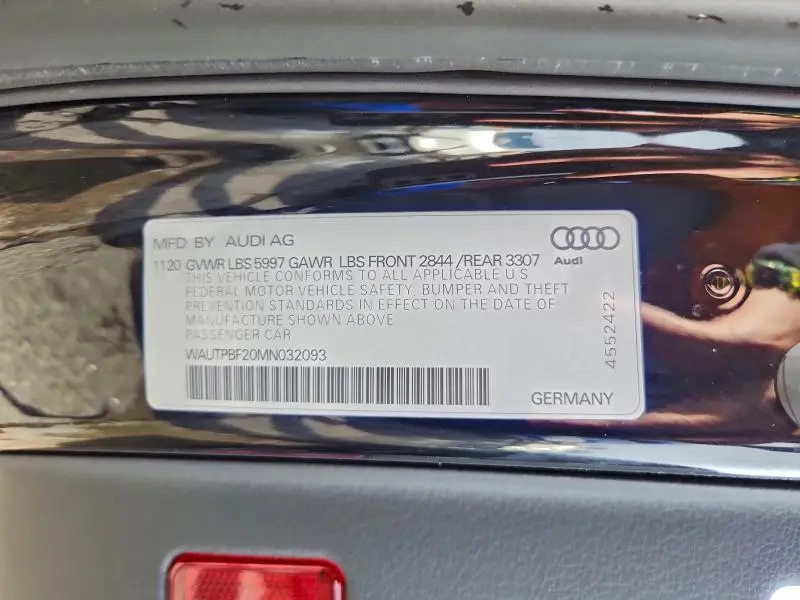 MFD. BY AUDI AG
1120 GVWR LBS 5997 GAWR LBS FRONT 2844 /REAR 3307
THIS VEHICLE CONFORMS TO ALL APPLICABLE U S
FEDERAL MOTOR VEHICLE SAFETY, BUMPER AND THEFT
PREVENTION STANDARDS IN EFFECT ON THE DATE OF
MANUFACTURE SHOWN ABOVE
PASSENGER CAR
WAUTPBF20MN032093
GERMANY
Audi
4552422